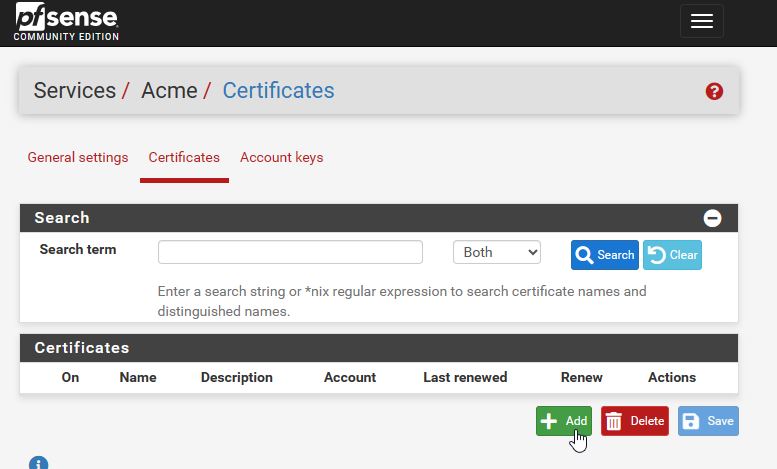 pfsense
COMMUNITY EDITION
Services / Acme / Certificates
?
General settings Certificates Account keys
Search
Search term Both Search Clear
Enter a search string or *nix regular expression to search certificate names and
distinguished names.
Certificates
On Name Description Account Last renewed Renew Actions
Add Delete Save
i